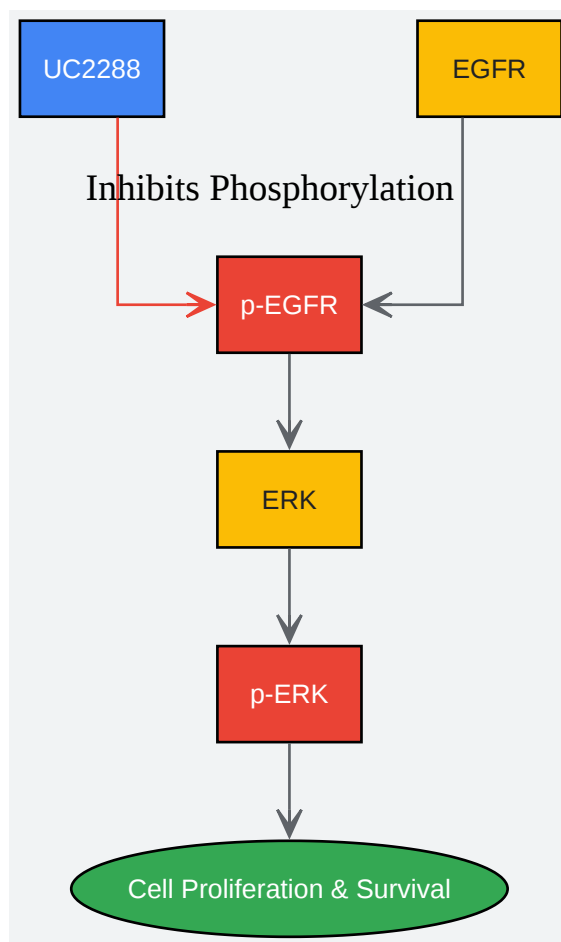 UC2288
EGFR
Inhibits Phosphorylation
p-EGFR
ERK
p-ERK
Cell Proliferation & Survival